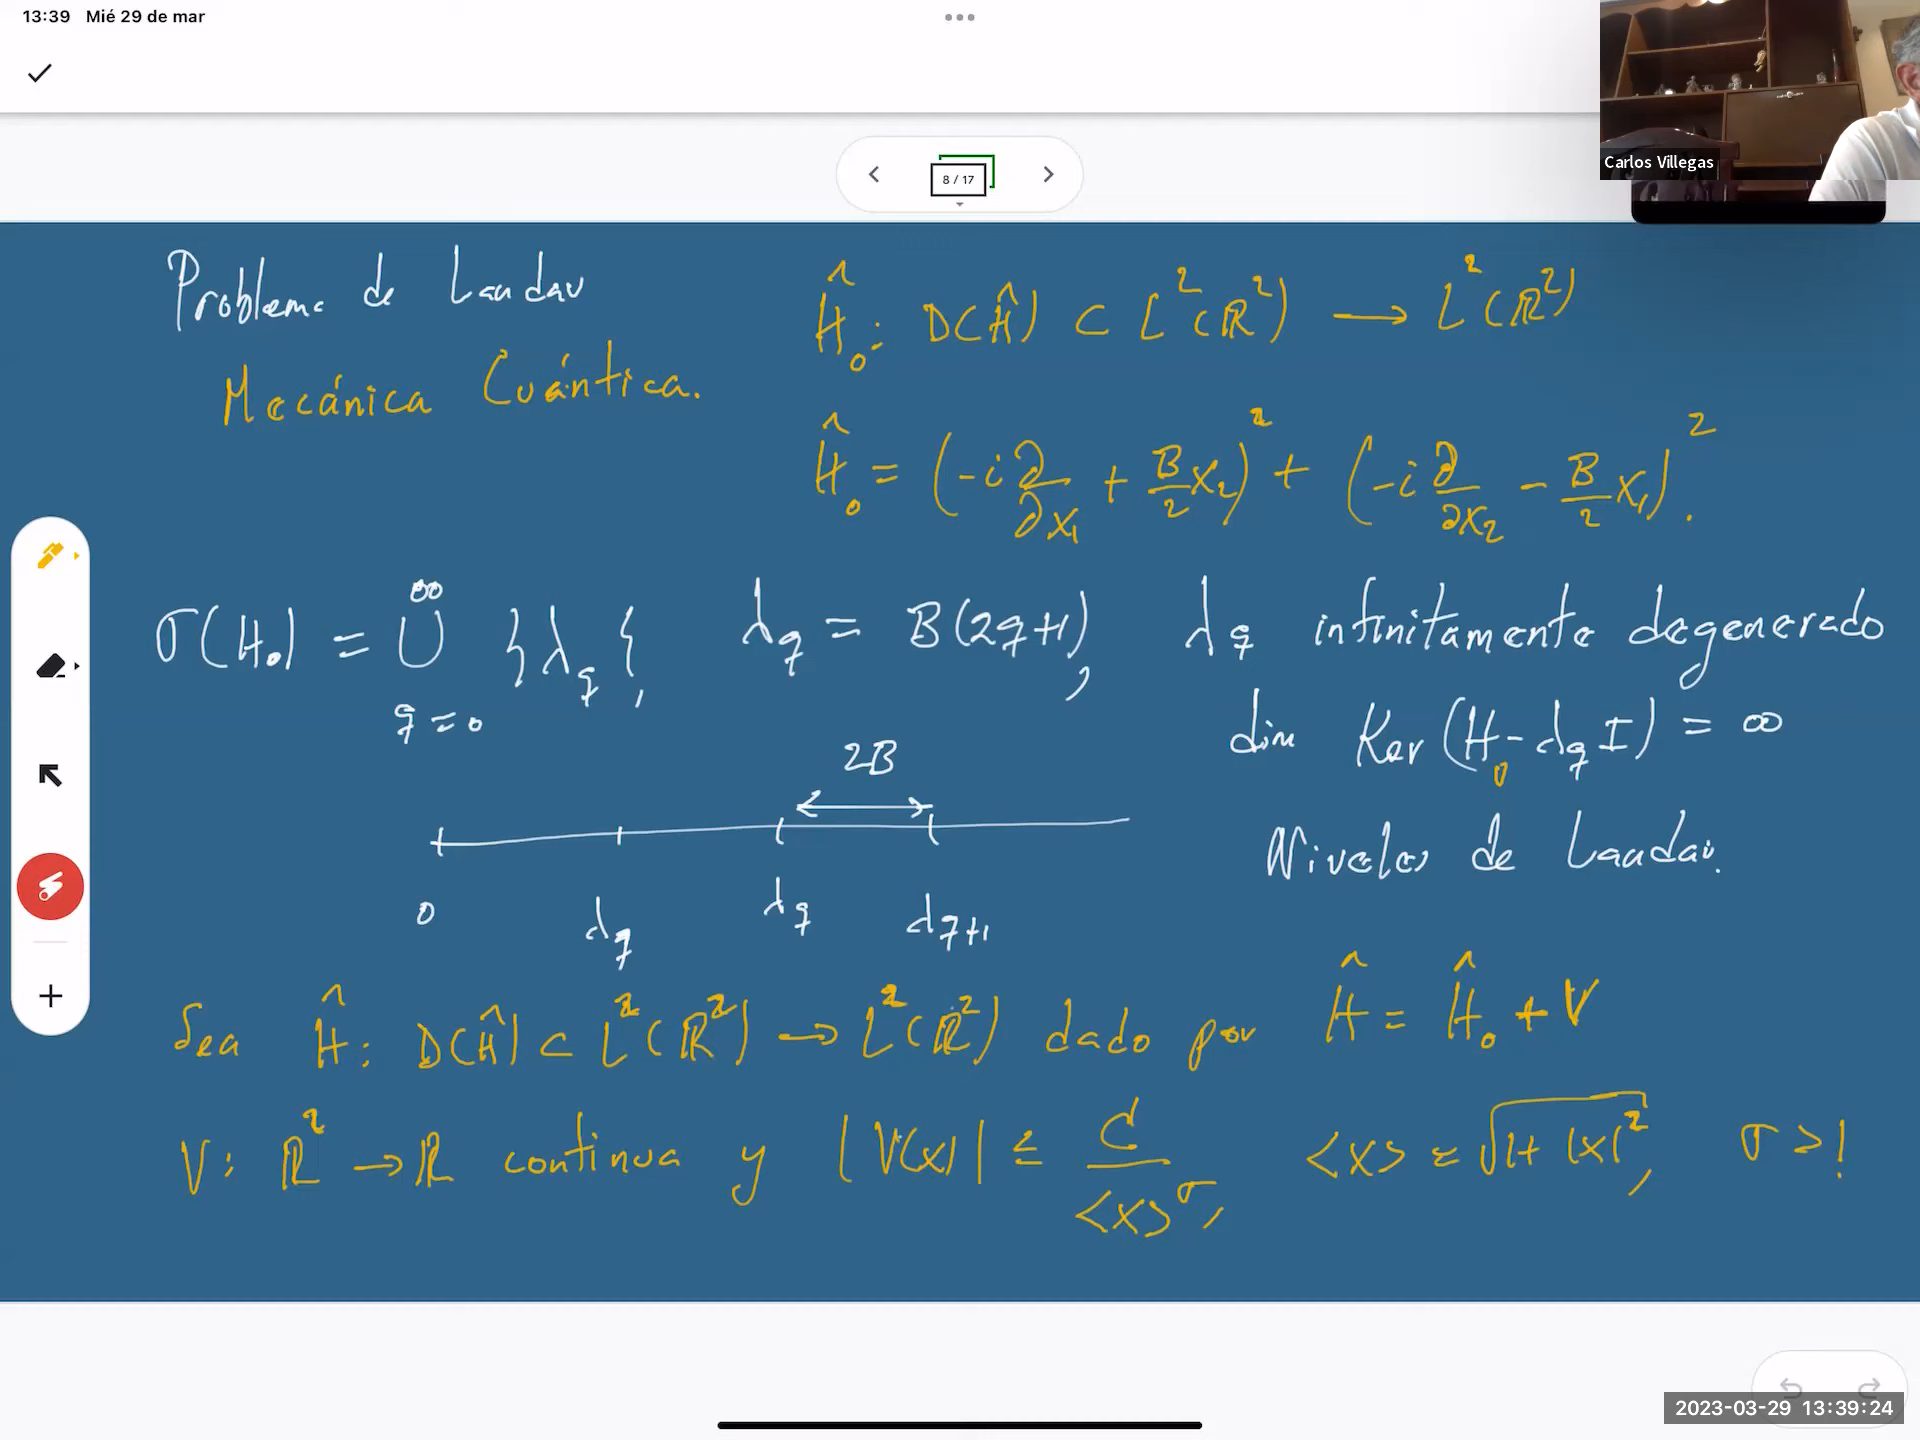 13:39 Mié 29 de mar
Carlos Villegas
8 / 17
Problema de Landau
Mecánica Cuántica.
Ĥ₀: D(Ĥ) ⊂ L²(ℝ²) → L²(ℝ²)
Ĥ₀ = (-i ∂/∂x₁ + B/2 x₂)² + (-i ∂/∂x₂ - B/2 x₁)².
σ(H₀) = ∪_{q=0}^{∞} {λ_q}, λ_q = B(2q+1), λ_q infinitamente degenerado
dim Ker (H₀ - λ_q I) = ∞
2B
0 λ_q λ_q λ_{q+1}
Niveles de Landau.
Sea Ĥ: D(Ĥ) ⊂ L²(ℝ²) → L²(ℝ²) dado por Ĥ = Ĥ₀ + V
V: ℝ² → ℝ continua y |V(x)| ≤ C/<x>^σ, <x> = √(1+|x|²), σ > 1
2023-03-29 13:39:24